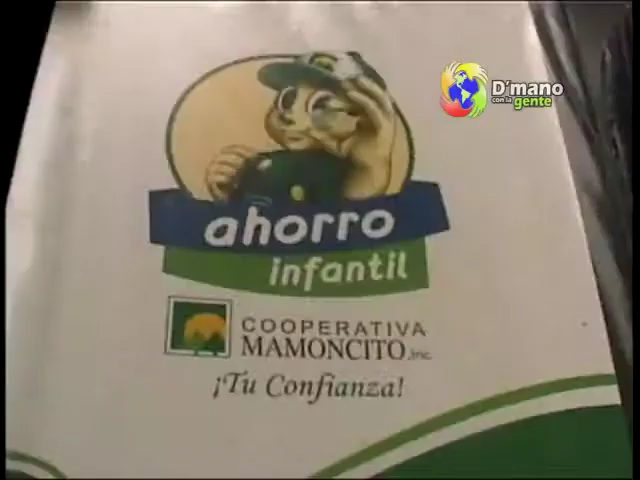 D'mano
con la
gente
ahorro
infantil
COOPERATIVA
MAMONCITO, Inc.
¡Tu Confianza!